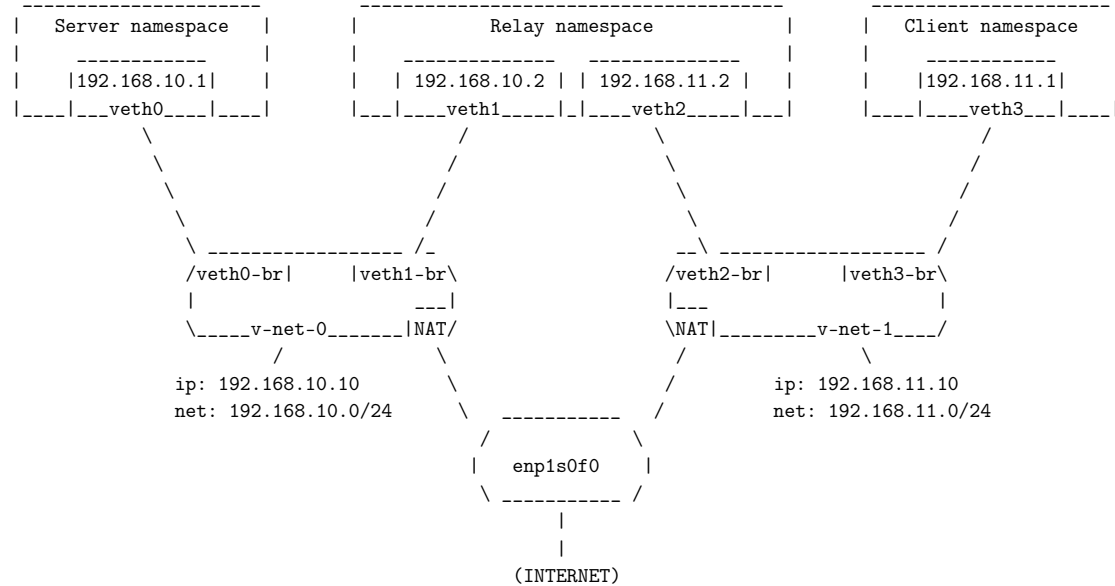 Server namespace Relay namespace Client namespace
192.168.10.1 192.168.10.2 192.168.11.2 192.168.11.1
veth0 veth1 veth2 veth3
veth0-br veth1-br veth2-br veth3-br
v-net-0 NAT NAT v-net-1
ip: 192.168.10.10 ip: 192.168.11.10
net: 192.168.10.0/24 net: 192.168.11.0/24
enp1s0f0
(INTERNET)